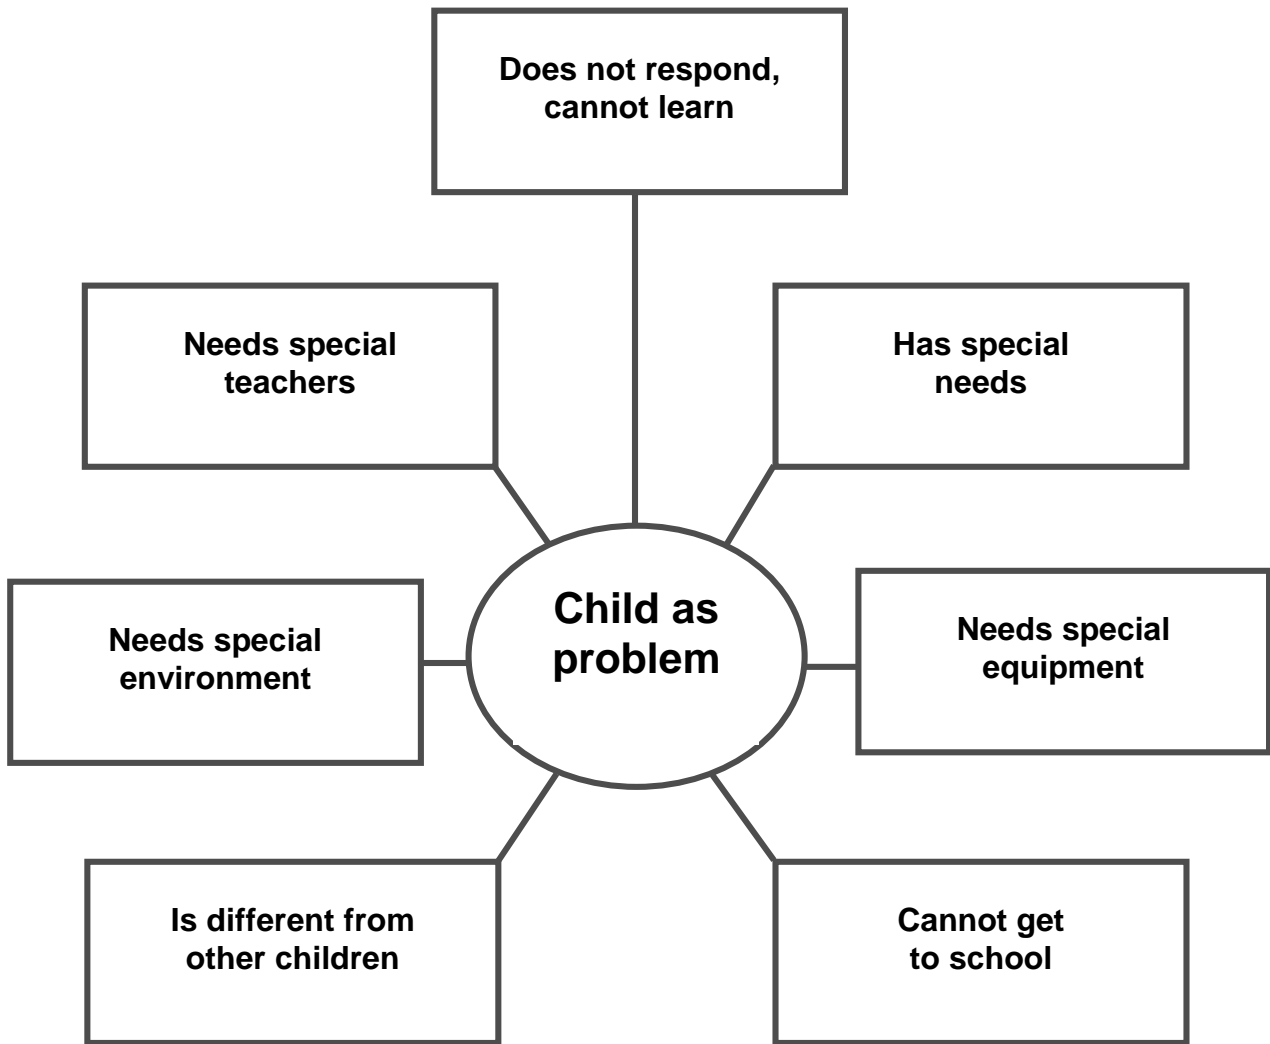 Does not respond,
cannot learn
Needs special
teachers
Has special
needs
Child as
problem
Needs special
environment
Needs special
equipment
Is different from
other children
Cannot get
to school